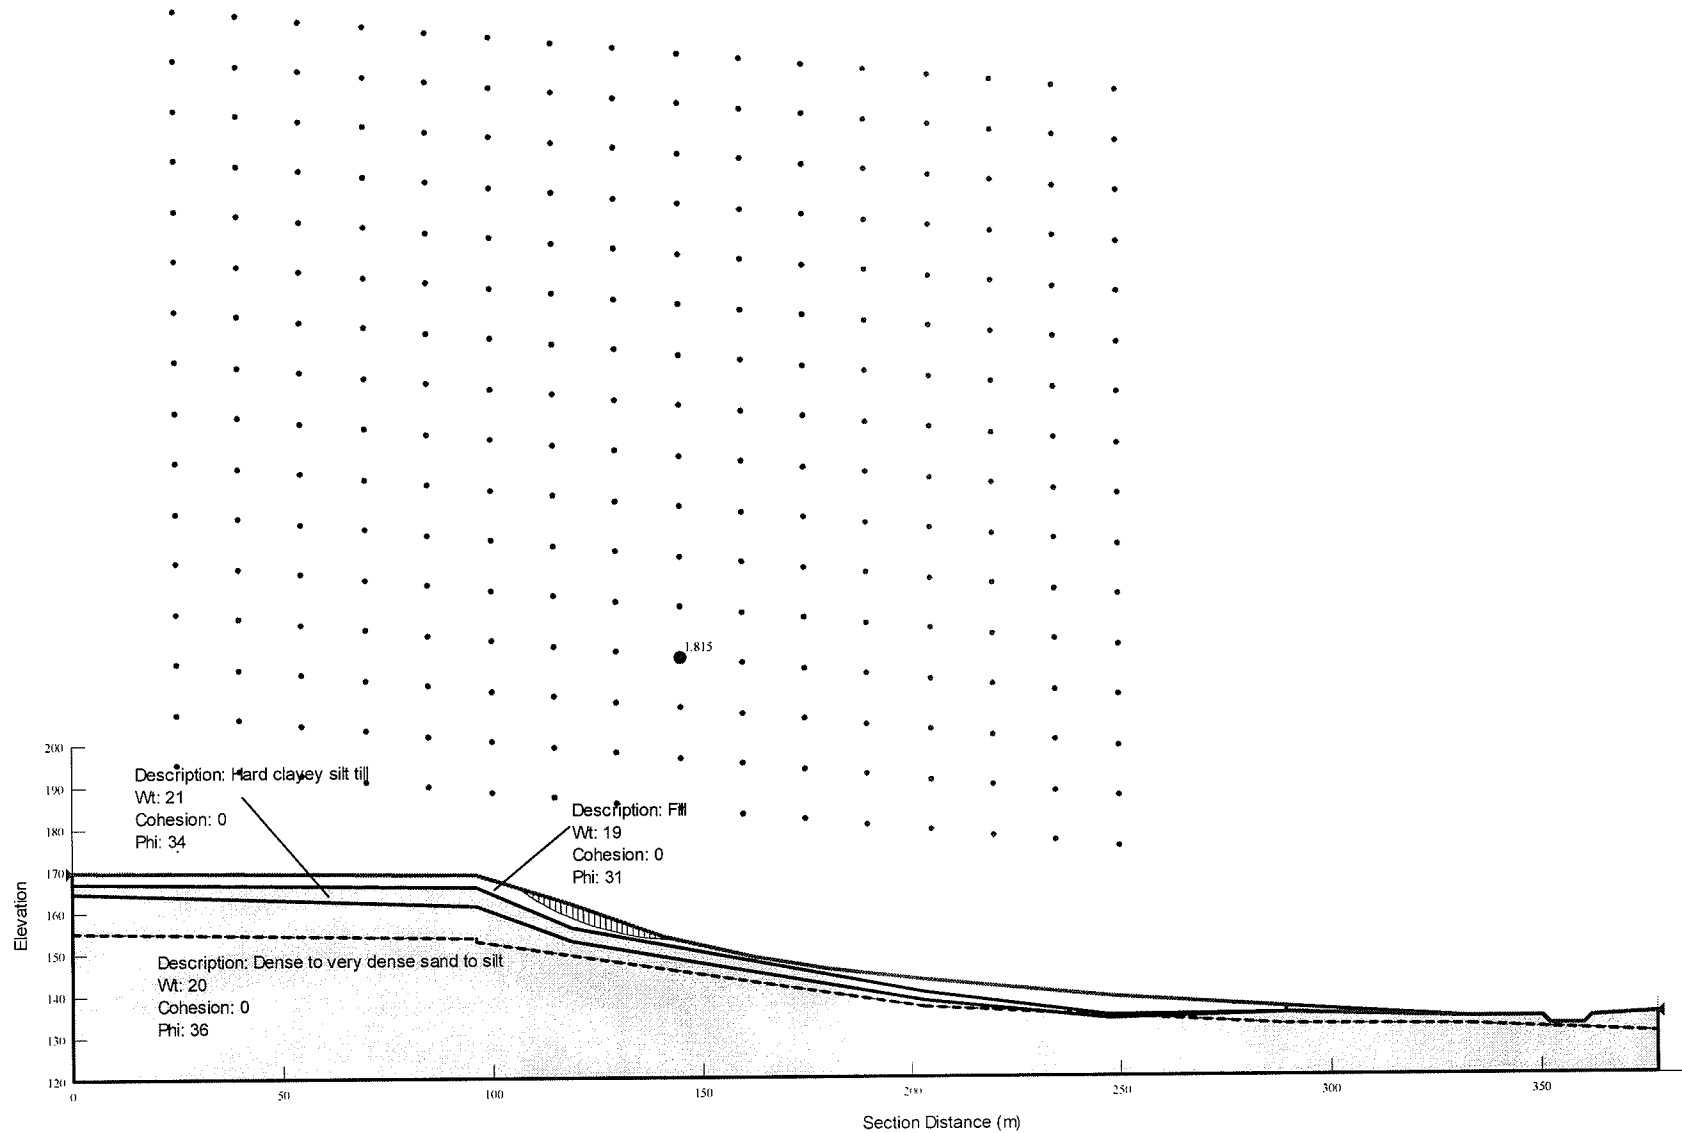 1.815
200
190
180
170
160
150
140
130
120
Elevation
Description: Hard clayey silt till
Wt: 21
Cohesion: 0
Phi: 34
Description: Fill
Wt: 19
Cohesion: 0
Phi: 31
Description: Dense to very dense sand to silt
Wt: 20
Cohesion: 0
Phi: 36
0
50
100
150
200
250
300
350
Section Distance (m)